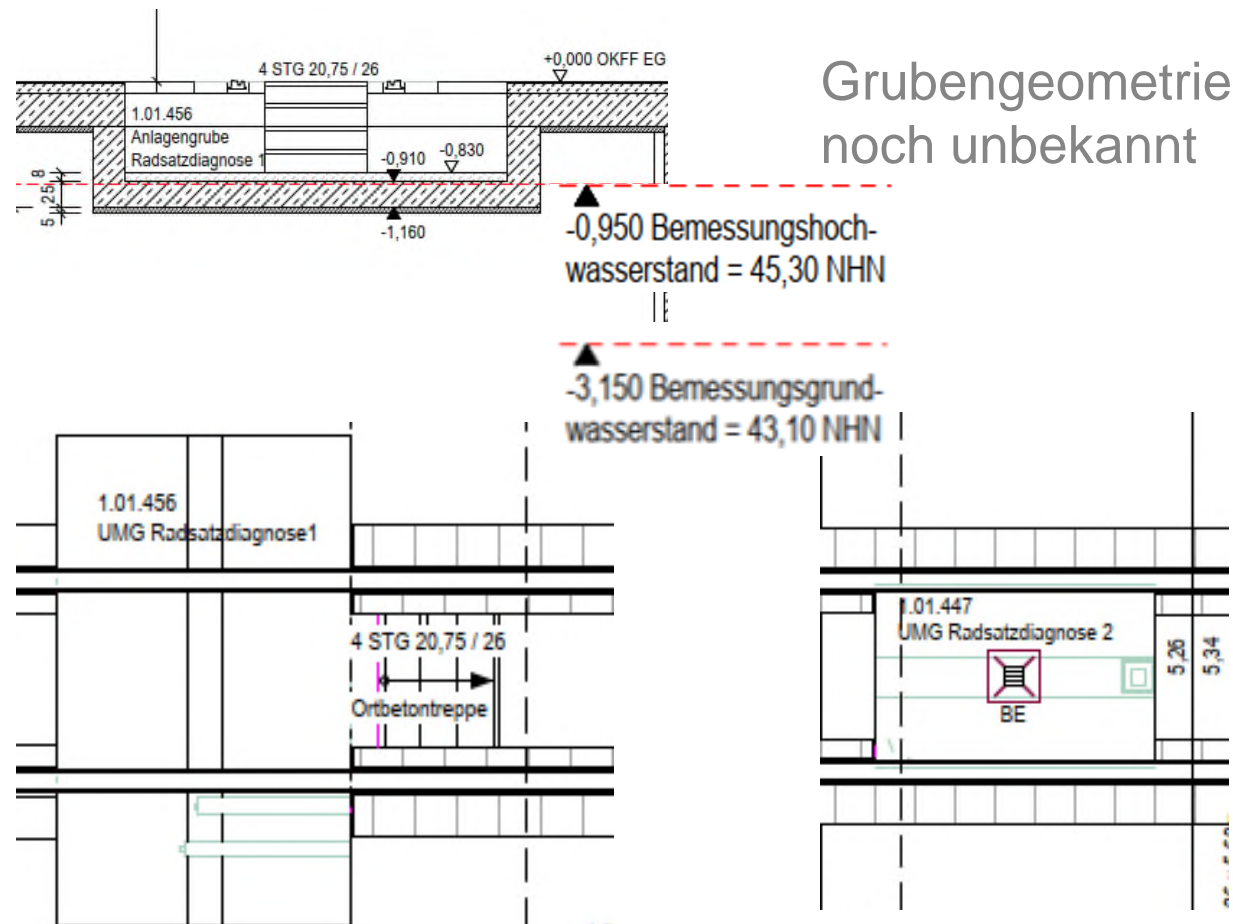 +0,000 OKFF EG
4 STG 20,75 / 26
1.01.456
Anlagengrube
Radsatzdiagnose 1
-0,910
-0,830
8
25
5
-1,160
Grubengeometrie
noch unbekannt
-0,950 Bemessungshoch-
wasserstand = 45,30 NHN
-3,150 Bemessungsgrund-
wasserstand = 43,10 NHN
1.01.456
UMG Radsatzdiagnose1
4 STG 20,75 / 26
Ortbetontreppe
1.01.447
UMG Radsatzdiagnose 2
BE
5,26
5,34